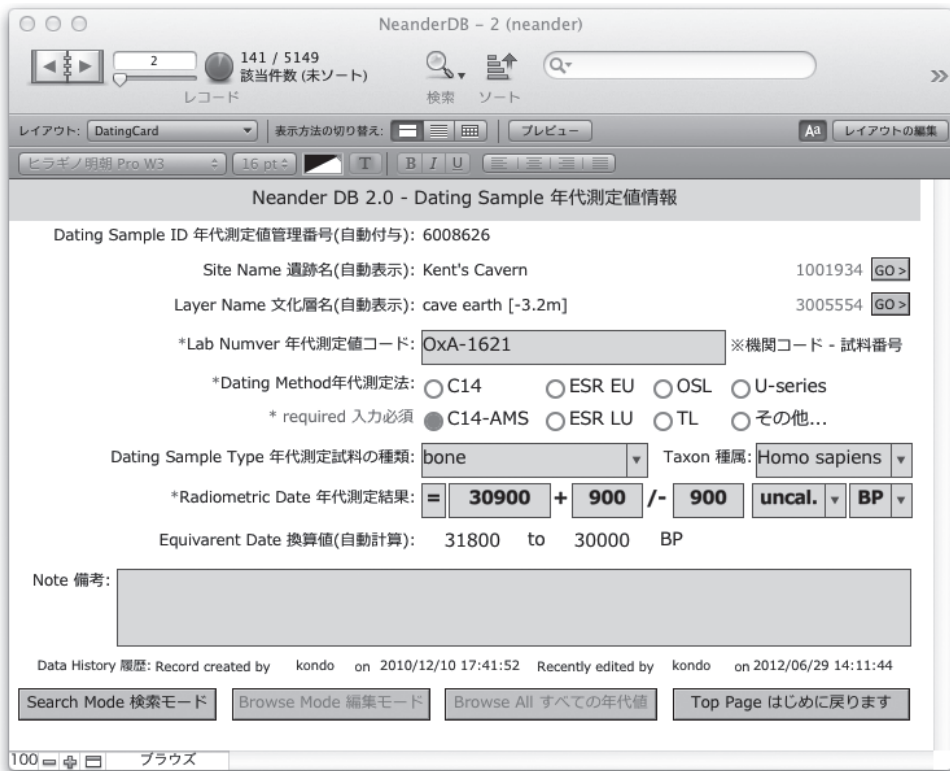 NeanderDB – 2 (neander)
2
141 / 5149
該当件数 (未ソート)
レコード
検索
ソート
レイアウト: DatingCard
表示方法の切り替え:
プレビュー
Aa
レイアウトの編集
ヒラギノ明朝 Pro W3
16 pt
T
B I U
Neander DB 2.0 - Dating Sample 年代測定値情報
Dating Sample ID 年代測定値管理番号(自動付与): 6008626
Site Name 遺跡名(自動表示): Kent's Cavern 1001934 GO >
Layer Name 文化層名(自動表示): cave earth [-3.2m] 3005554 GO >
*Lab Numver 年代測定値コード: OxA-1621 ※機関コード - 試料番号
*Dating Method年代測定法: C14 ESR EU OSL U-series
* required 入力必須 C14-AMS ESR LU TL その他...
Dating Sample Type 年代測定試料の種類: bone Taxon 種属: Homo sapiens
*Radiometric Date 年代測定結果: = 30900 + 900 /- 900 uncal. BP
Equivarent Date 換算値(自動計算): 31800 to 30000 BP
Note 備考:
Data History 履歴: Record created by kondo on 2010/12/10 17:41:52 Recently edited by kondo on 2012/06/29 14:11:44
Search Mode 検索モード Browse Mode 編集モード Browse All すべての年代値 Top Page はじめに戻ります
100 ブラウズ